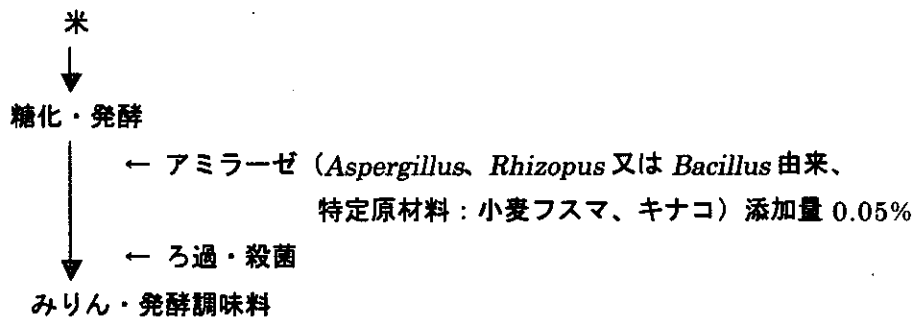 米
糖化・発酵
← アミラーゼ（Aspergillus、Rhizopus 又は Bacillus 由来、
特定原材料：小麦フスマ、キナコ）添加量 0.05%
← ろ過・殺菌
みりん・発酵調味料